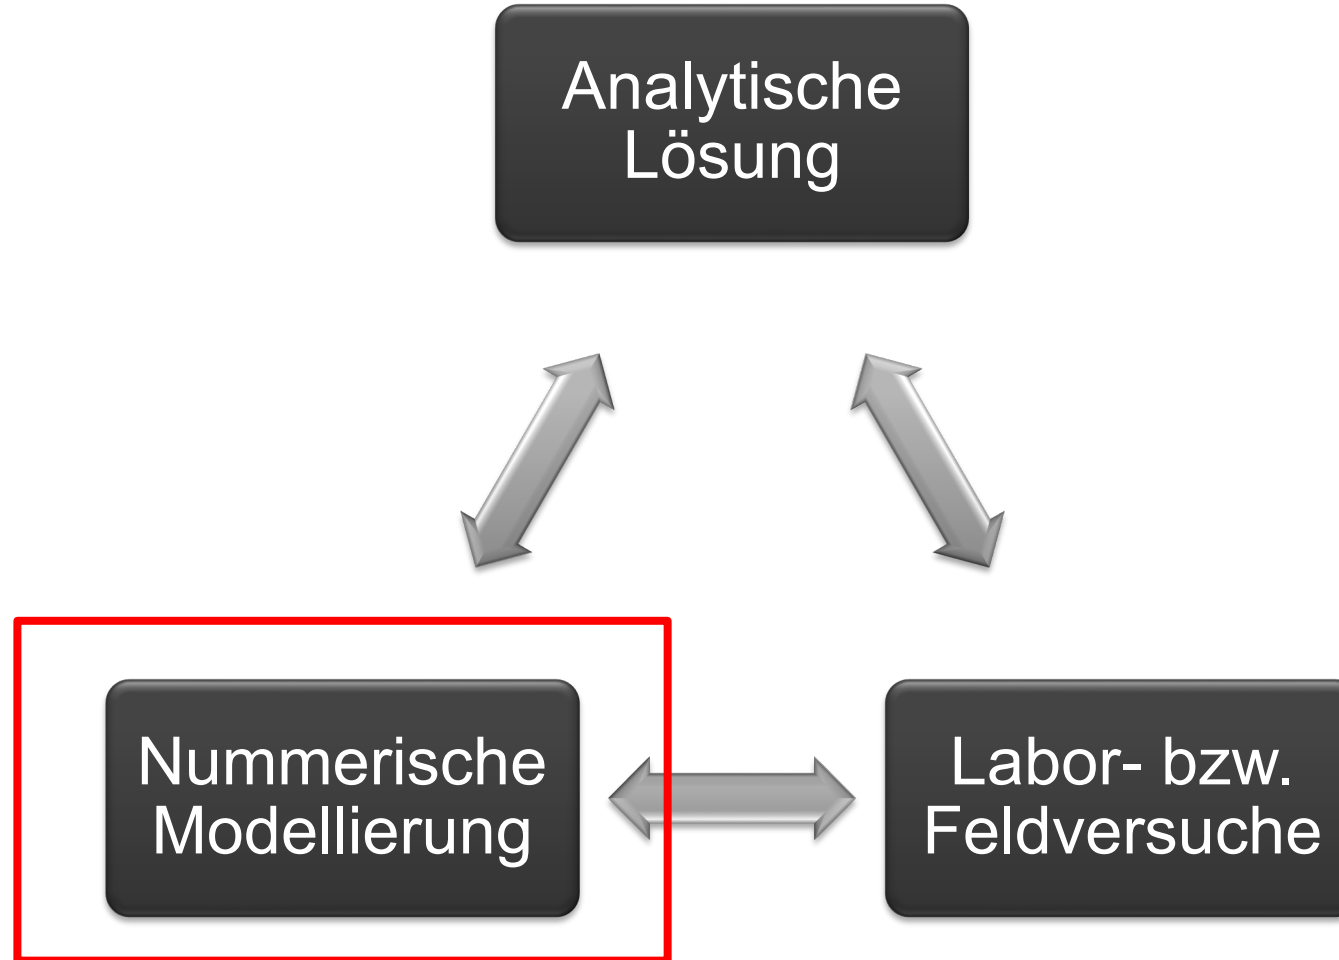 Analytische
Lösung
Nummerische
Modellierung
Labor- bzw.
Feldversuche